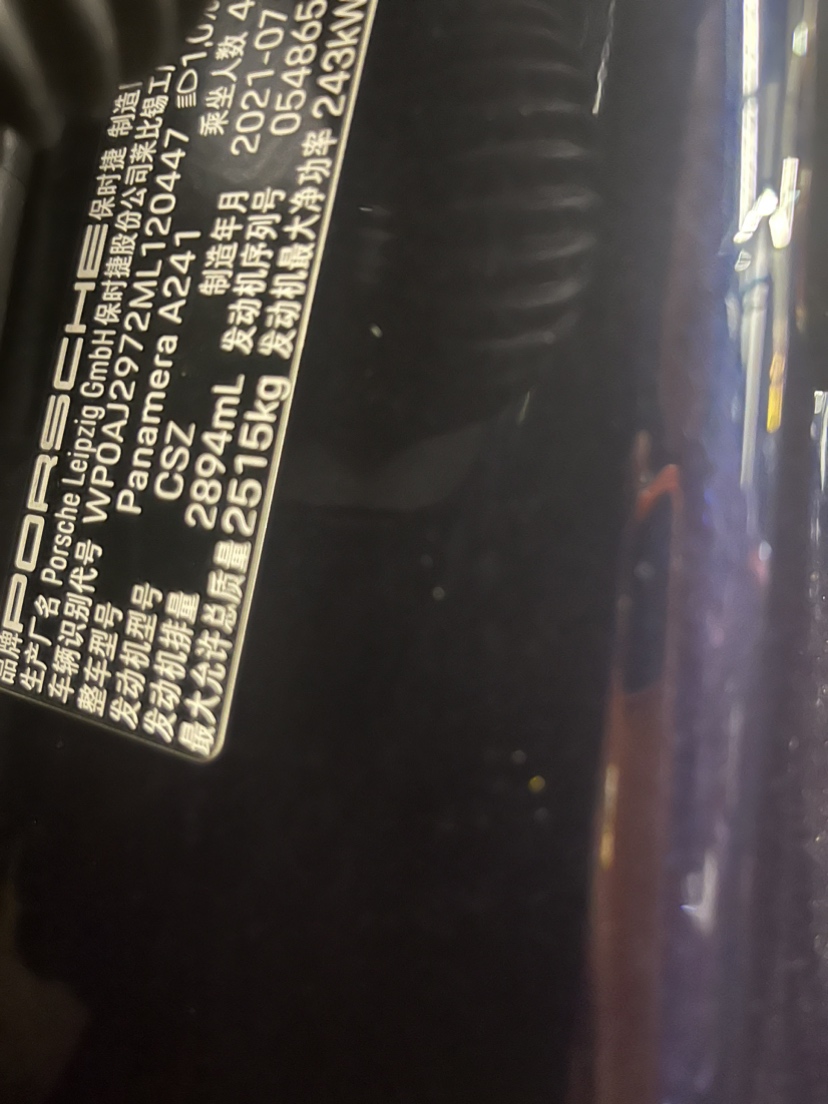 品牌 PORSCHE 保时捷 制造
生产厂名 Porsche Leipzig GmbH 保时捷股份公司莱比锡工
车辆识别代号 WP0AJ2972ML120447
整车型号 Panamera A241
发动机型号 CSZ 制造年月 2021-07 乘坐人数 4
发动机排量 2894mL 发动机序列号 054865
最大允许总质量 2515kg 发动机最大净功率 243kW